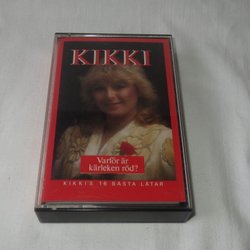 KIKKI
Varför är
kärleken röd?
KIKKI'S 16 BÄSTA LÅTAR